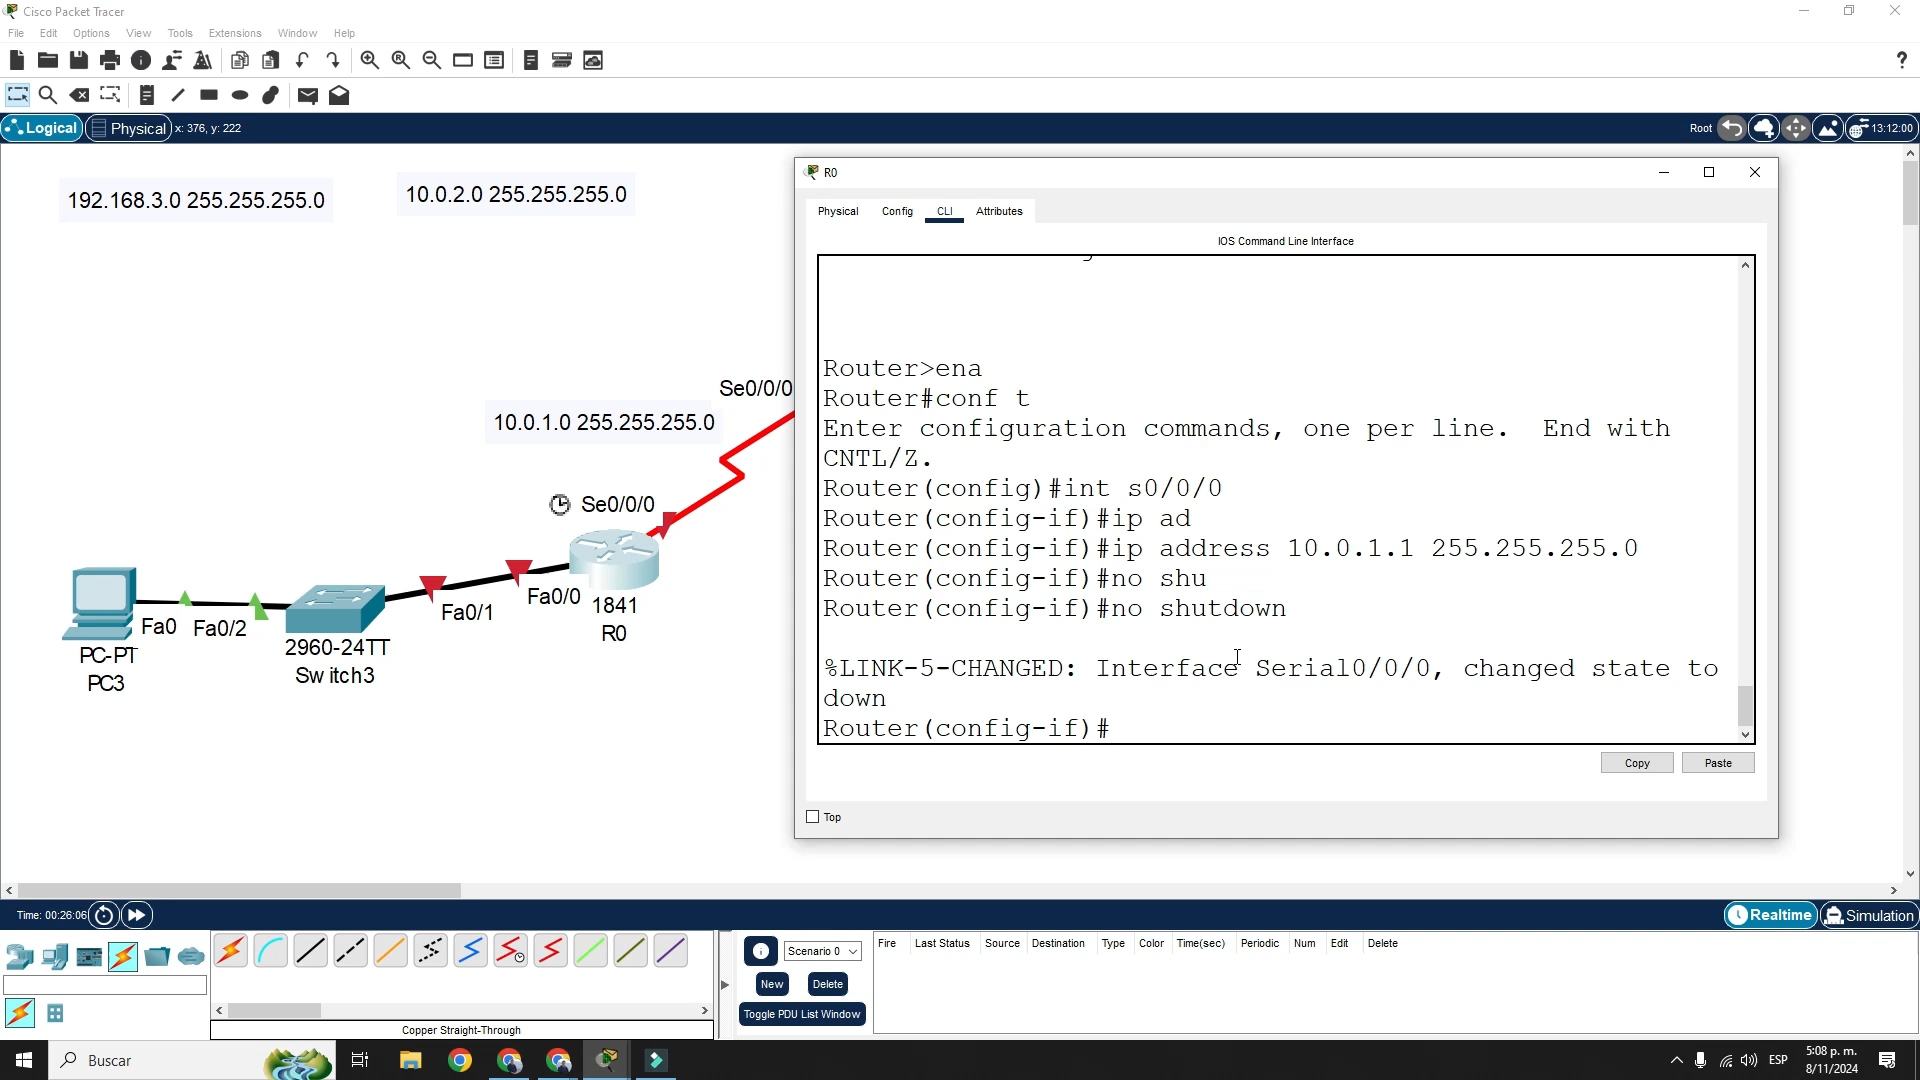 Cisco Packet Tracer
File Edit Options View Tools Extensions Window Help
Logical Physical x: 376, y: 222
Root 13:12:00
192.168.3.0 255.255.255.0
10.0.2.0 255.255.255.0
Se0/0/0
10.0.1.0 255.255.255.0
Se0/0/0
Fa0/0
1841
R0
Fa0/1
Fa0 Fa0/2
2960-24TT
Switch3
PC-PT
PC3
R0
Physical Config CLI Attributes
IOS Command Line Interface
Router>ena
Router#conf t
Enter configuration commands, one per line. End with
CNTL/Z.
Router(config)#int s0/0/0
Router(config-if)#ip ad
Router(config-if)#ip address 10.0.1.1 255.255.255.0
Router(config-if)#no shu
Router(config-if)#no shutdown
%LINK-5-CHANGED: Interface Serial0/0/0, changed state to
down
Router(config-if)#
Copy Paste
Top
Time: 00:26:06
Realtime Simulation
Scenario 0
New Delete
Toggle PDU List Window
Fire Last Status Source Destination Type Color Time(sec) Periodic Num Edit Delete
Copper Straight-Through
Buscar
ESP
5:08 p. m.
8/11/2024